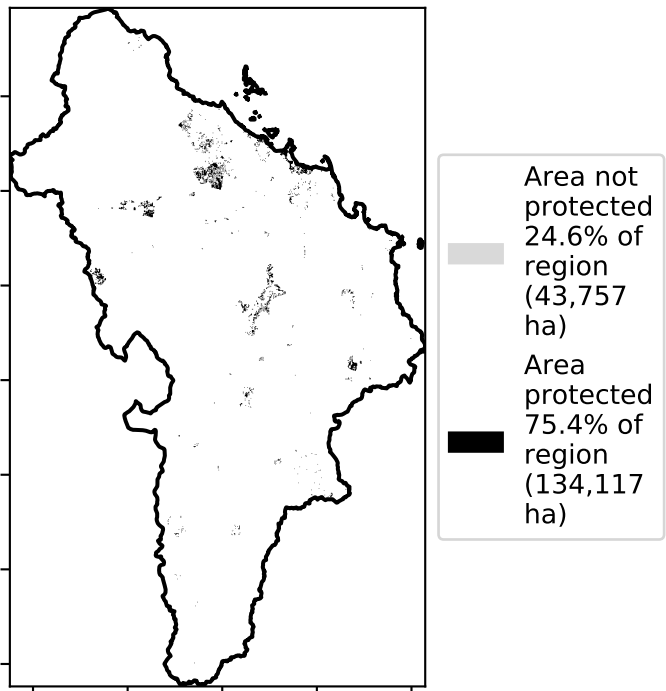 Area not
protected
24.6% of
region
(43,757
ha)
Area
protected
75.4% of
region
(134,117
ha)